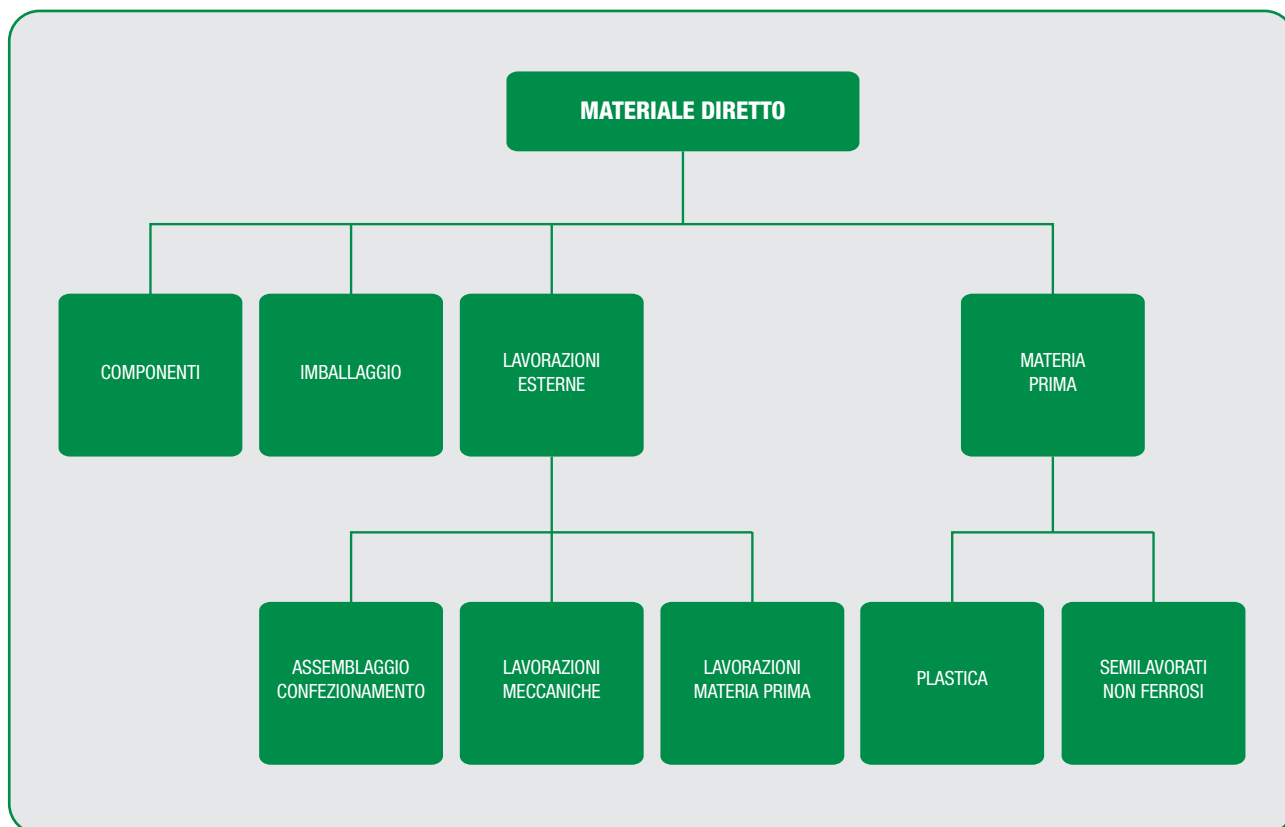 MATERIALE DIRETTO
COMPONENTI
IMBALLAGGIO
LAVORAZIONI
ESTERNE
MATERIA
PRIMA
ASSEMBLAGGIO
CONFEZIONAMENTO
LAVORAZIONI
MECCANICHE
LAVORAZIONI
MATERIA PRIMA
PLASTICA
SEMILAVORATI
NON FERROSI